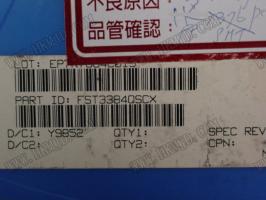 不良原因:
品管確認:
LOT:
PART ID: FST33840SCX
D/C1: Y9852 QTY1: SPEC REV
D/C2: QTY2: CPN: